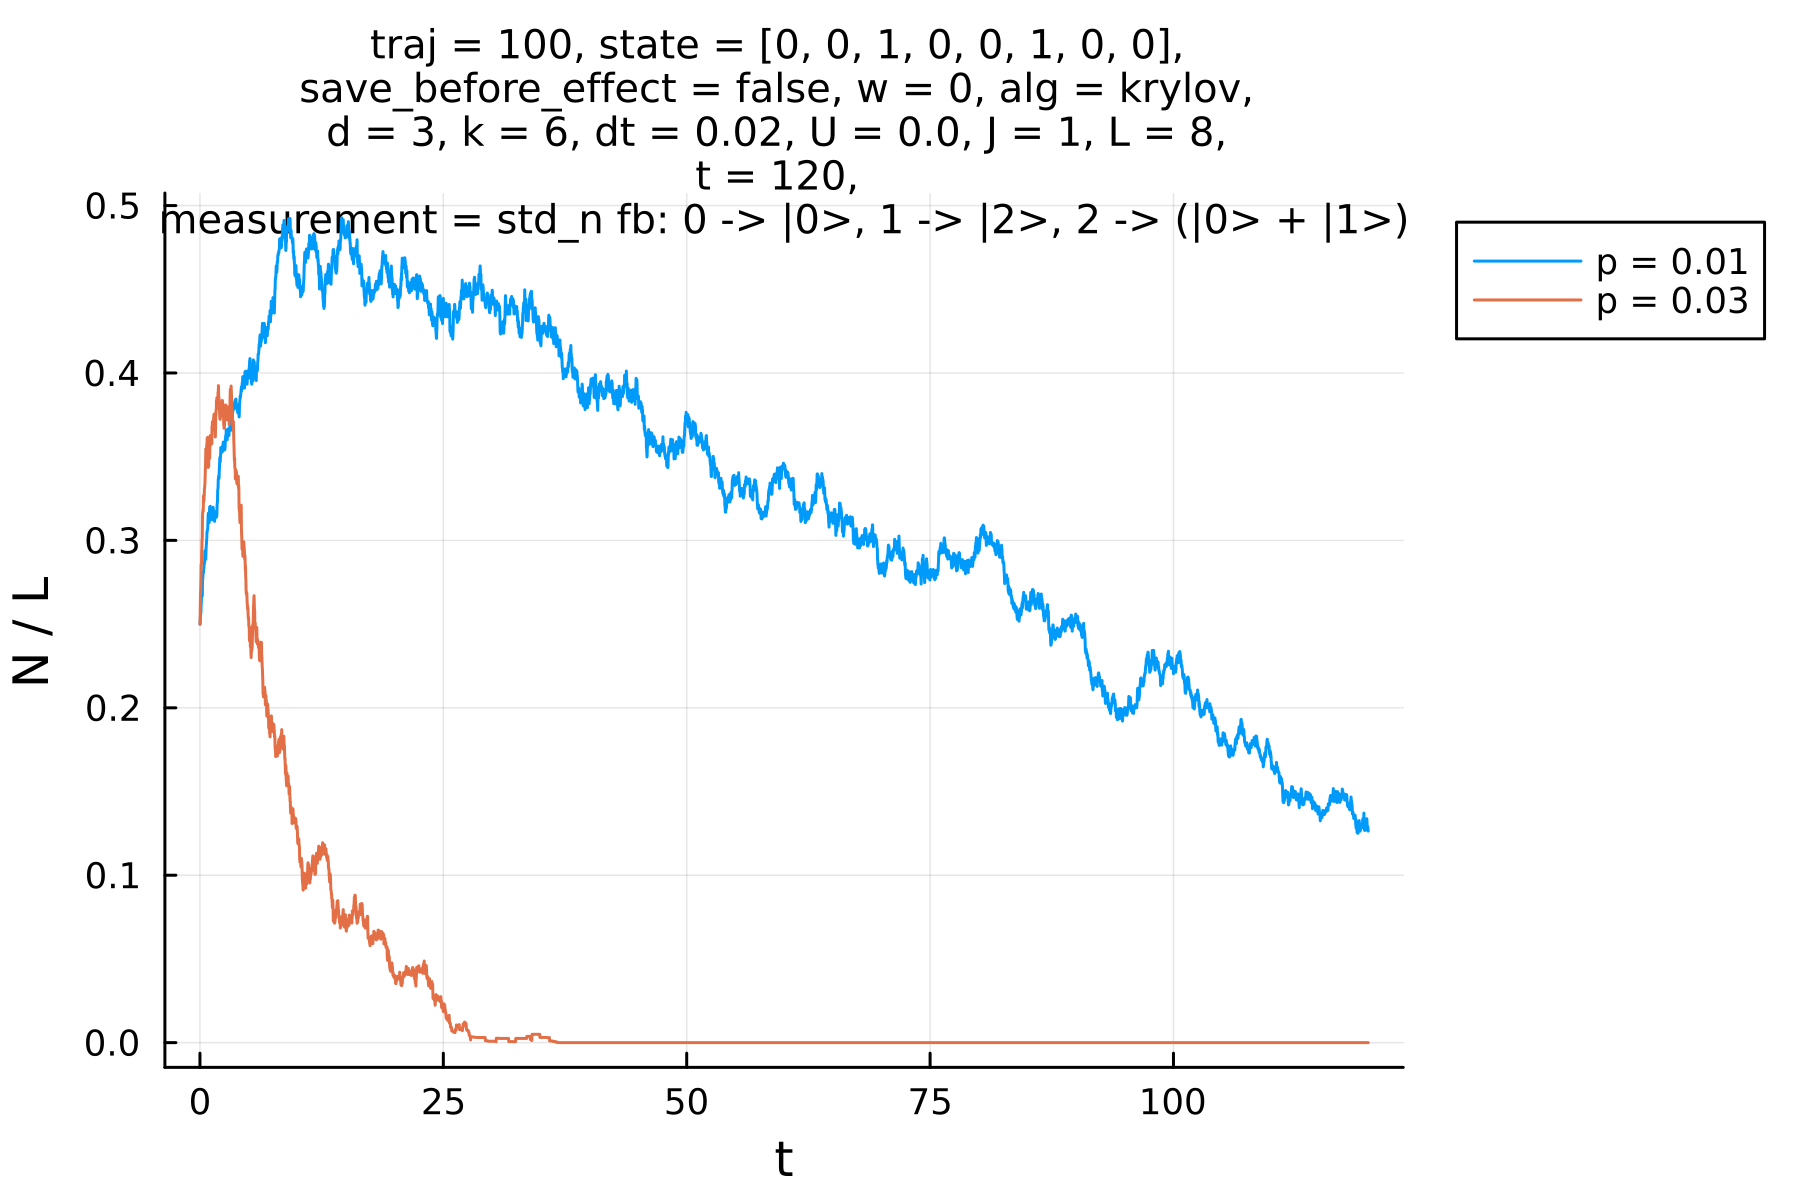 traj = 100, state = [0, 0, 1, 0, 0, 1, 0, 0],
save_before_effect = false, w = 0, alg = krylov,
d = 3, k = 6, dt = 0.02, U = 0.0, J = 1, L = 8,
t = 120,
measurement = std_n fb: 0 -> |0>, 1 -> |2>, 2 -> (|0> + |1>)
p = 0.01
p = 0.03
N / L
0.5
0.4
0.3
0.2
0.1
0.0
0 25 50 75 100
t